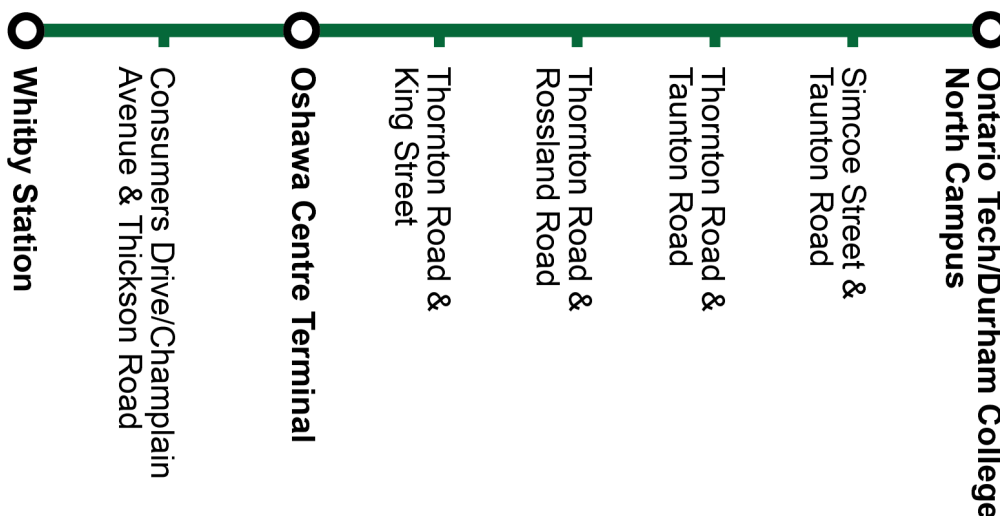 Whitby Station
Consumers Drive/Champlain
Avenue & Thickson Road
Oshawa Centre Terminal
Thornton Road &
King Street
Thornton Road &
Rossland Road
Thornton Road &
Taunton Road
Simcoe Street &
Taunton Road
Ontario Tech/Durham College
North Campus